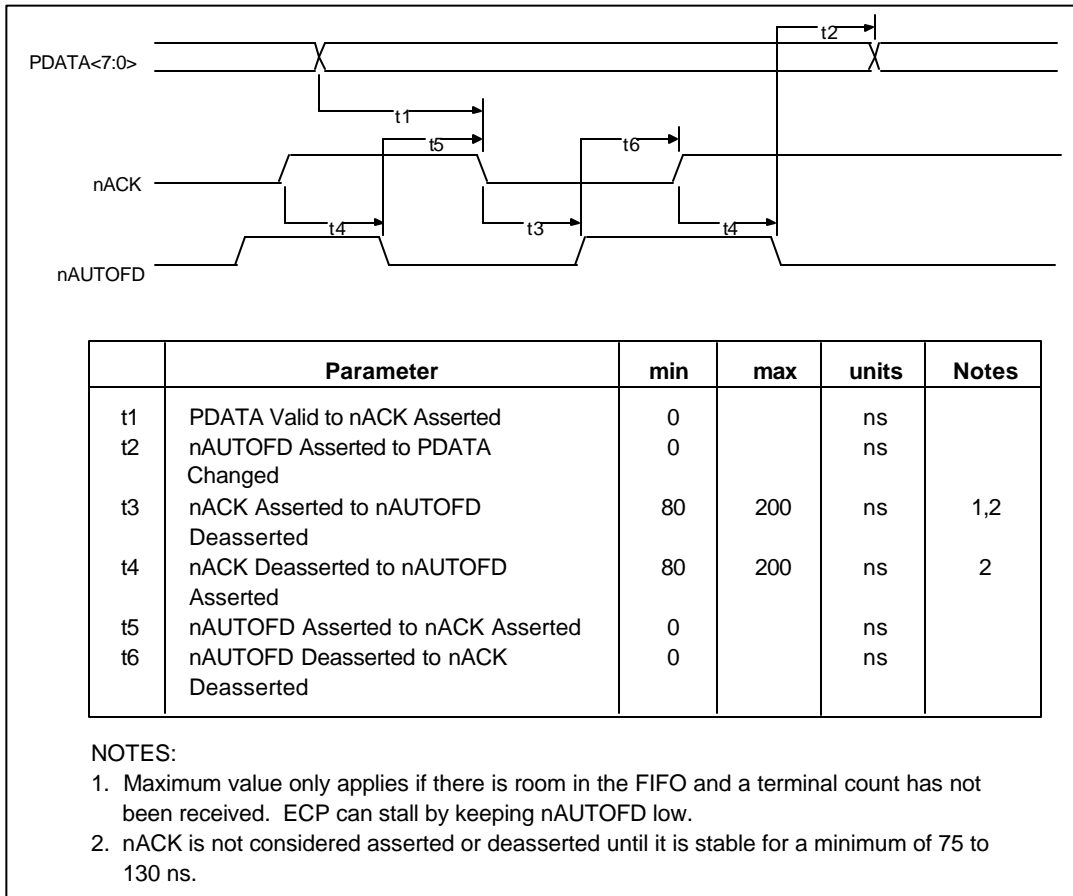 t2
PDATA<7:0>
t1
t5
t6
nACK
t4
t3
t4
nAUTOFD
Parameter min max units Notes
t1 PDATA Valid to nACK Asserted 0 ns
t2 nAUTOFD Asserted to PDATA 0 ns
Changed
t3 nACK Asserted to nAUTOFD 80 200 ns 1,2
Deasserted
t4 nACK Deasserted to nAUTOFD 80 200 ns 2
Asserted
t5 nAUTOFD Asserted to nACK Asserted 0 ns
t6 nAUTOFD Deasserted to nACK 0 ns
Deasserted
NOTES:
1. Maximum value only applies if there is room in the FIFO and a terminal count has not
been received. ECP can stall by keeping nAUTOFD low.
2. nACK is not considered asserted or deasserted until it is stable for a minimum of 75 to
130 ns.